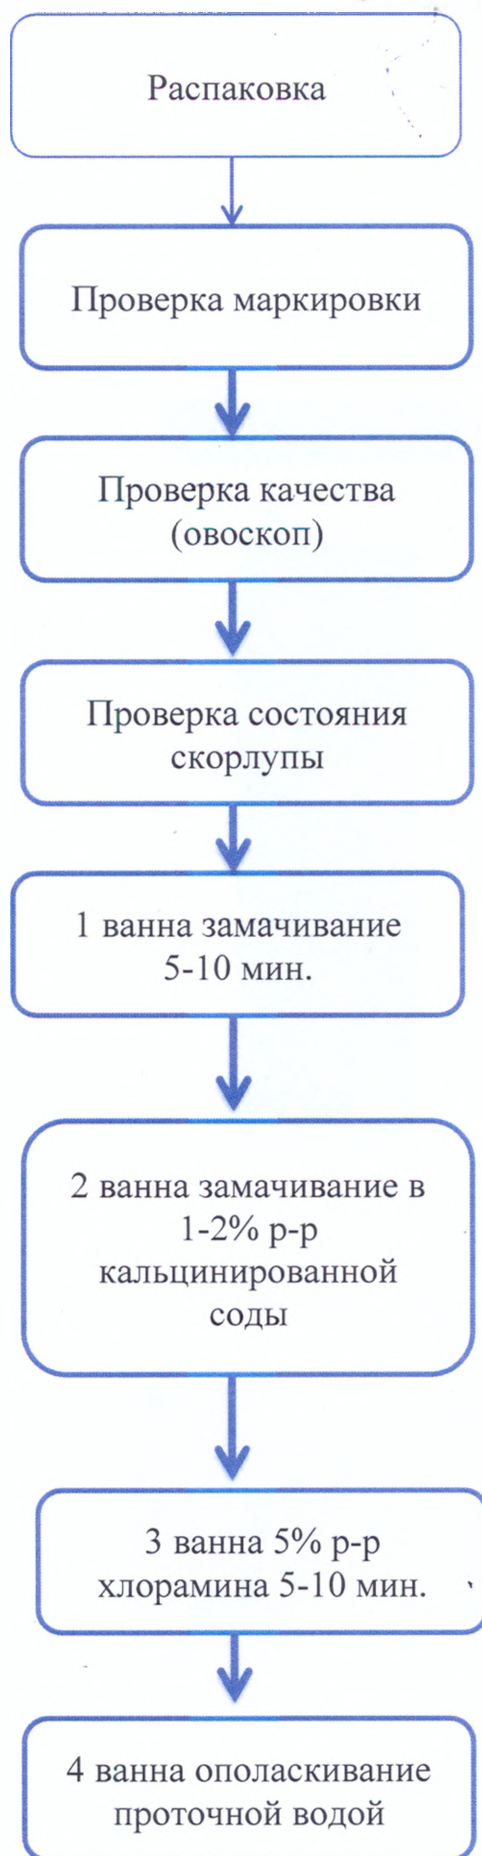 Распаковка
Проверка маркировки
Проверка качества
(овоскоп)
Проверка состояния
скорлупы
1 ванна замачивание
5-10 мин.
2 ванна замачивание в
1-2% р-р
кальцинированной
соды
3 ванна 5% р-р
хлорамина 5-10 мин.
4 ванна ополаскивание
проточной водой